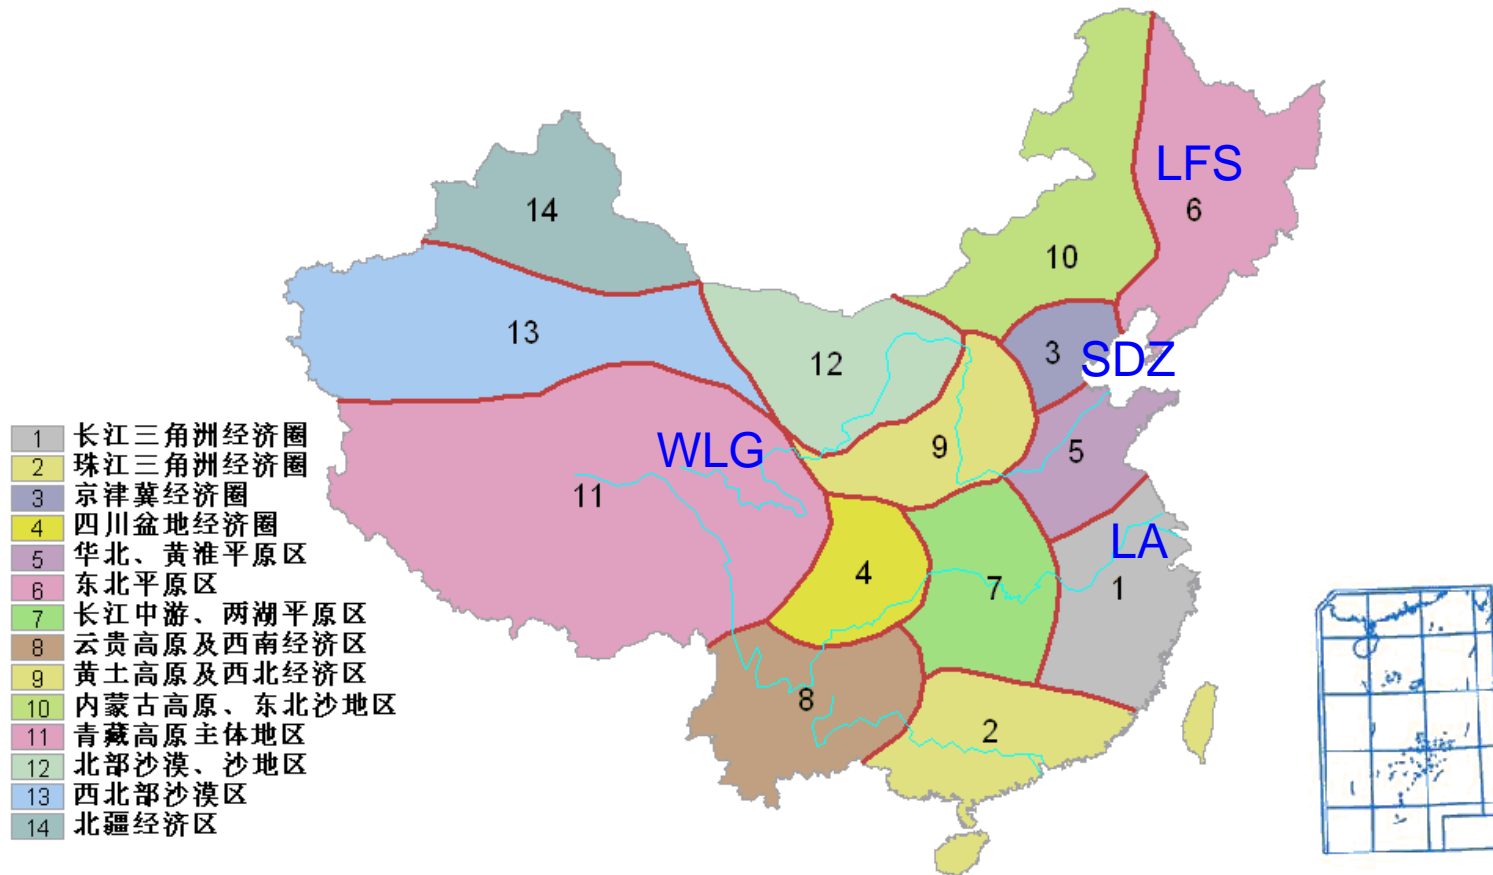 LFS
14
6
10
13
12
3
SDZ
WLG
9
5
11
LA
4
7
1
8
2
1 长江三角洲经济圈
2 珠江三角洲经济圈
3 京津冀经济圈
4 四川盆地经济圈
5 华北、黄淮平原区
6 东北平原区
7 长江中游、两湖平原区
8 云贵高原及西南经济区
9 黄土高原及西北经济区
10 内蒙古高原、东北沙地区
11 青藏高原主体地区
12 北部沙漠、沙地区
13 西北部沙漠区
14 北疆经济区